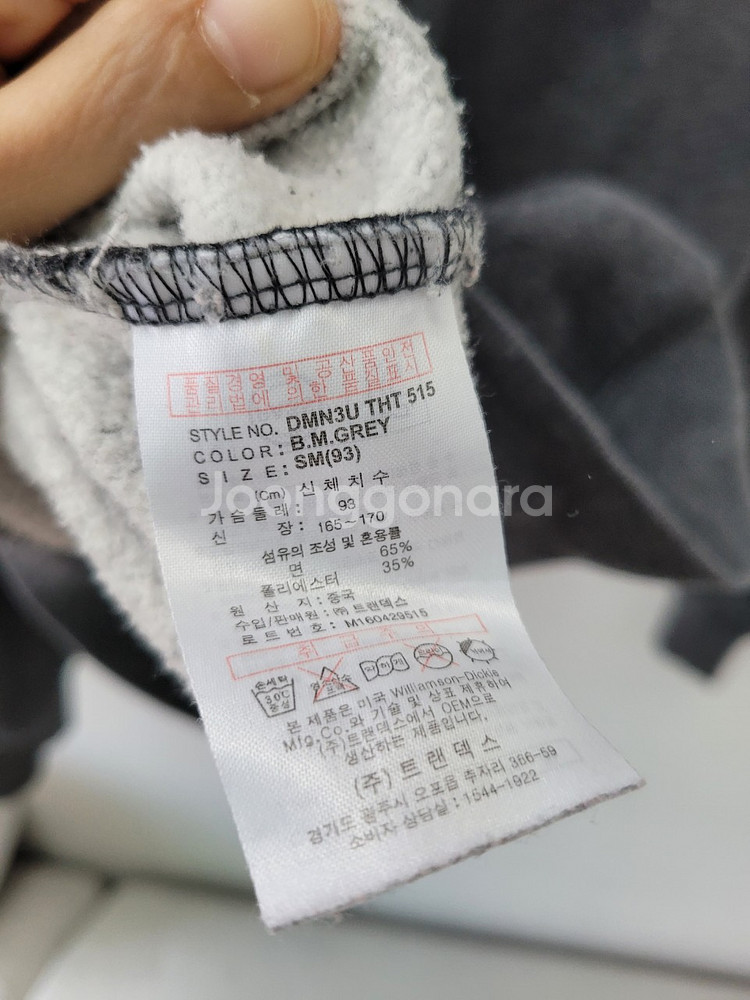 품질경영 및 공산품안전
관리법에 의한 품질표시
STYLE NO. DMN3U THT 515
COLOR: B.M.GREY
SIZE: SM(93)
(Cm) 신체치수
가슴둘레: 93
신 장: 165~170
섬유의 조성 및 혼용률
면 65%
폴리에스터 35%
원 산 지: 중국
수입/판매원: (주)트랜덱스
로트번호: M160429515
취급주의
손세탁 30℃ 중성
본 제품은 미국 Williamson-Dickie
Mfg.Co.와 기술 및 상표 제휴하여
(주)트랜덱스에서 OEM으로
생산하는 제품입니다.
(주)트랜덱스
경기도 광주시 오포읍 추자리 366-59
소비자 상담실: 1544-1922
Joonggonara